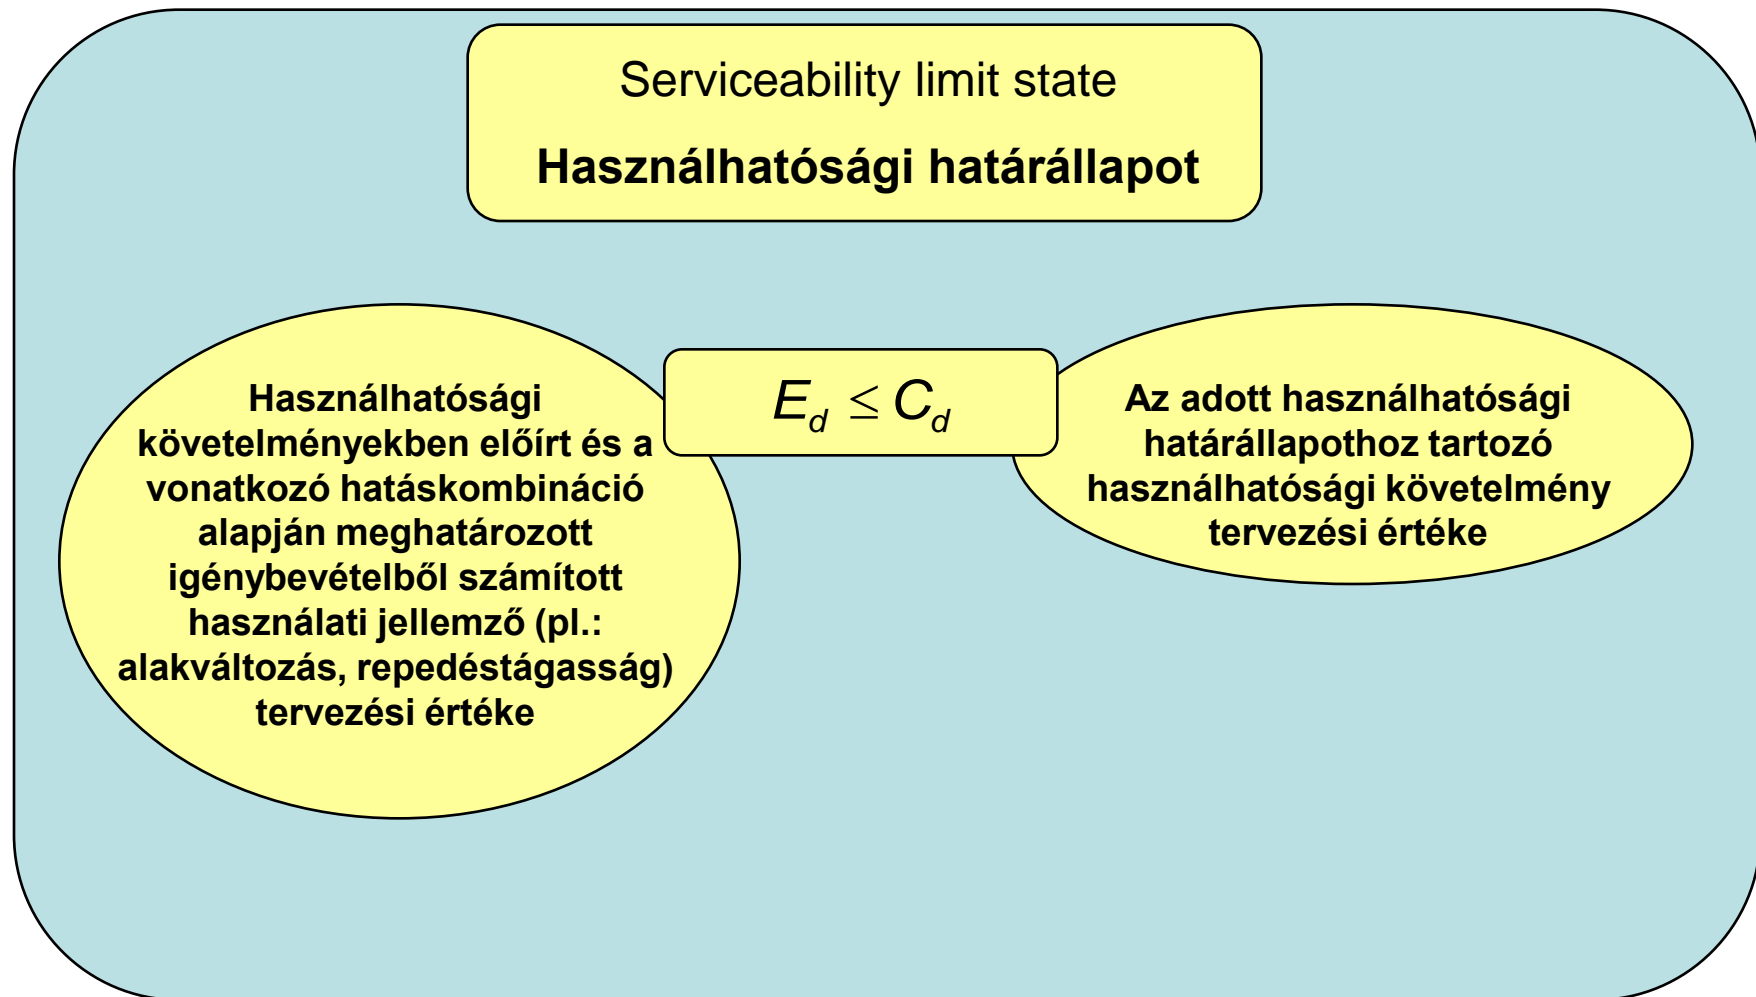 Serviceability limit state
Használhatósági határállapot
Használhatósági
követelményekben előírt és a
vonatkozó hatáskombináció
alapján meghatározott
igénybevételből számított
használati jellemző (pl.:
alakváltozás, repedéstágasság)
tervezési értéke
E_d ≤ C_d
Az adott használhatósági
határállapothoz tartozó
használhatósági követelmény
tervezési értéke